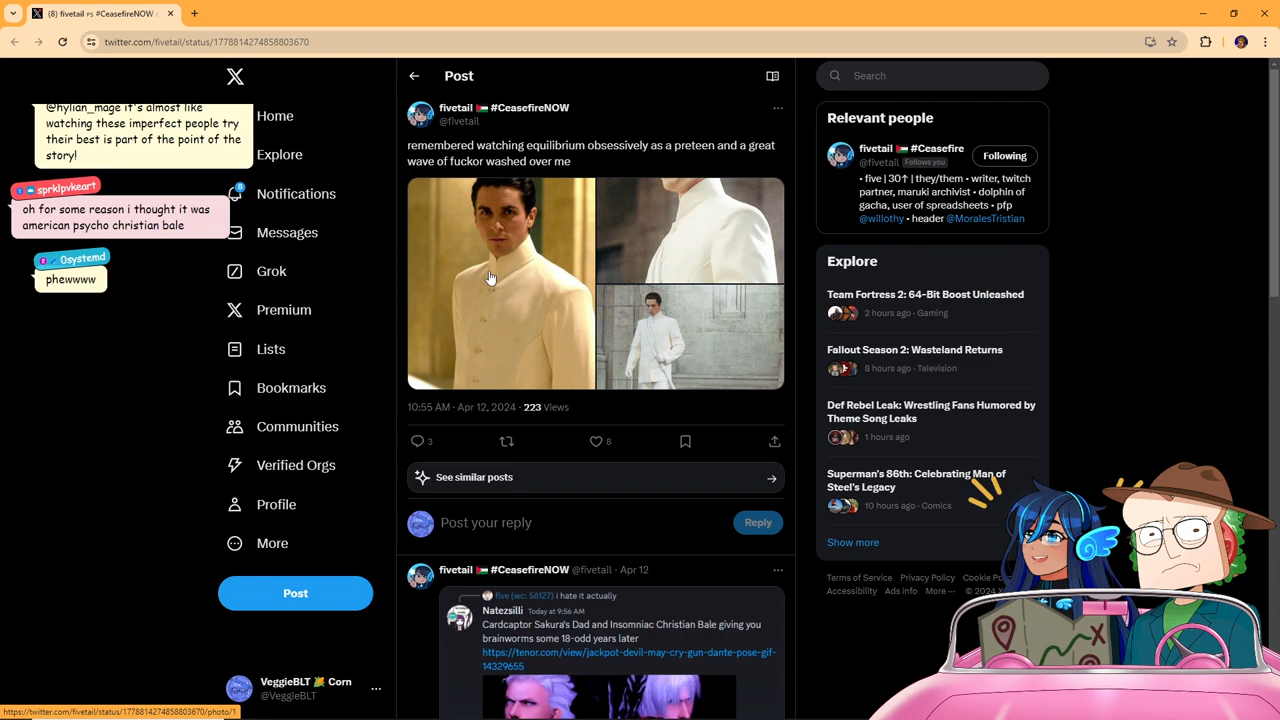 (8) fivetail 🇵🇸 #CeasefireNOW
twitter.com/fivetail/status/1778814274858803670
@hylian_mage it's almost like
watching these imperfect people try
their best is part of the point of the
story!
sprklpvkeart
oh for some reason i thought it was
american psycho christian bale
0systemd
phewwww
Home
Explore
8
Notifications
Messages
Grok
Premium
Lists
Bookmarks
Communities
Verified Orgs
Profile
More
Post
VeggieBLT 🌽 Corn
@VeggieBLT
https://twitter.com/fivetail/status/1778814274858803670/photo/1
Post
fivetail 🇵🇸 #CeasefireNOW
@fivetail
remembered watching equilibrium obsessively as a preteen and a great
wave of fuckor washed over me
10:55 AM · Apr 12, 2024 · 223 Views
3
8
See similar posts
Post your reply
Reply
fivetail 🇵🇸 #CeasefireNOW @fivetail · Apr 12
five (wc: 56127) i hate it actually
Natezsilli Today at 9:56 AM
Cardcaptor Sakura's Dad and Insomniac Christian Bale giving you
brainworms some 18-odd years later
https://tenor.com/view/jackpot-devil-may-cry-gun-dante-pose-gif-
14329655
Search
Relevant people
fivetail 🇵🇸 #Ceasefire
@fivetail Follows you
Following
• five | 30↑ | they/them • writer, twitch
partner, maruki archivist • dolphin of
gacha, user of spreadsheets • pfp
@willothy • header @MoralesTristian
Explore
Team Fortress 2: 64-Bit Boost Unleashed
2 hours ago · Gaming
Fallout Season 2: Wasteland Returns
8 hours ago · Television
Def Rebel Leak: Wrestling Fans Humored by
Theme Song Leaks
1 hours ago
Superman's 86th: Celebrating Man of
Steel's Legacy
10 hours ago · Comics
Show more
Terms of Service Privacy Policy Cookie
Accessibility Ads info More ··· © 2024 X